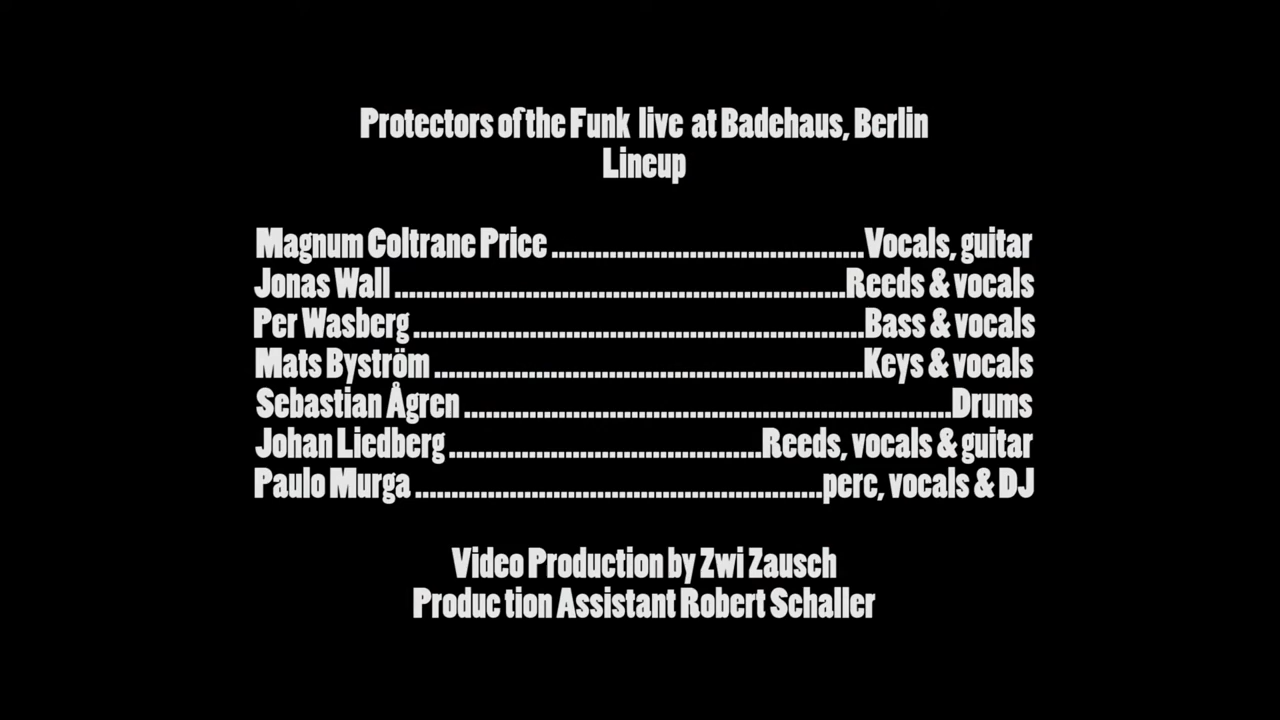 Protectors of the Funk live at Badehaus, Berlin
Lineup
Magnum Coltrane Price ...........................................Vocals, guitar
Jonas Wall ..............................................................Reeds & vocals
Per Wasberg ..............................................................Bass & vocals
Mats Byström ...........................................................Keys & vocals
Sebastian Ågren ...................................................................Drums
Johan Liedberg ...........................................Reeds, vocals & guitar
Paulo Murga ........................................................perc, vocals & DJ
Video Production by Zwi Zausch
Produc tion Assistant Robert Schaller